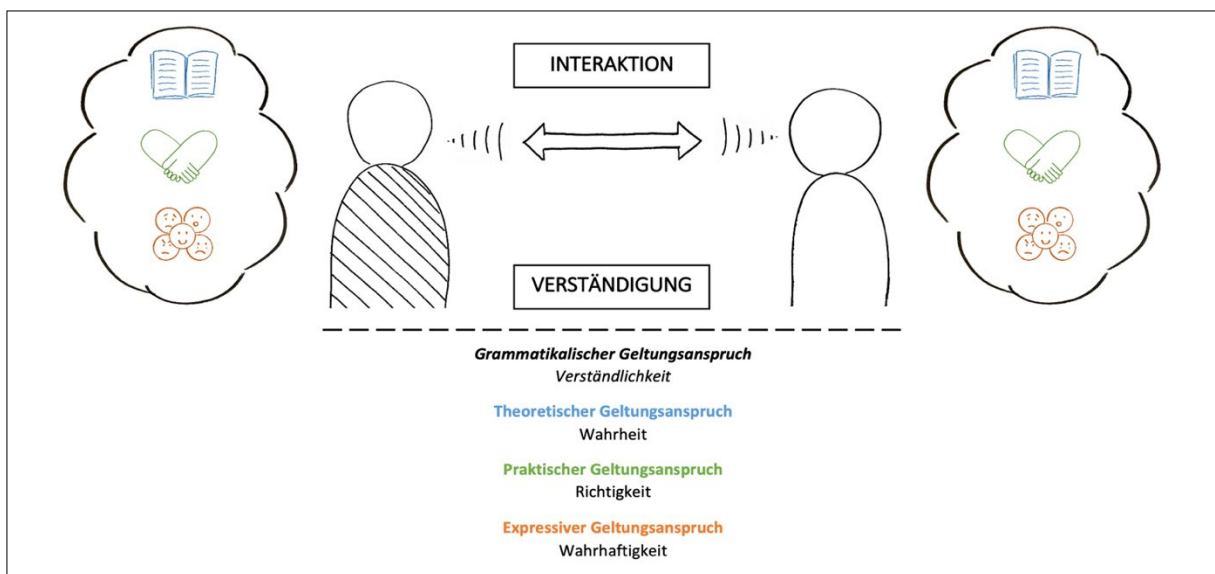 INTERAKTION
VERSTÄNDIGUNG
Grammatikalischer Geltungsanspruch
Verständlichkeit
Theoretischer Geltungsanspruch
Wahrheit
Praktischer Geltungsanspruch
Richtigkeit
Expressiver Geltungsanspruch
Wahrhaftigkeit